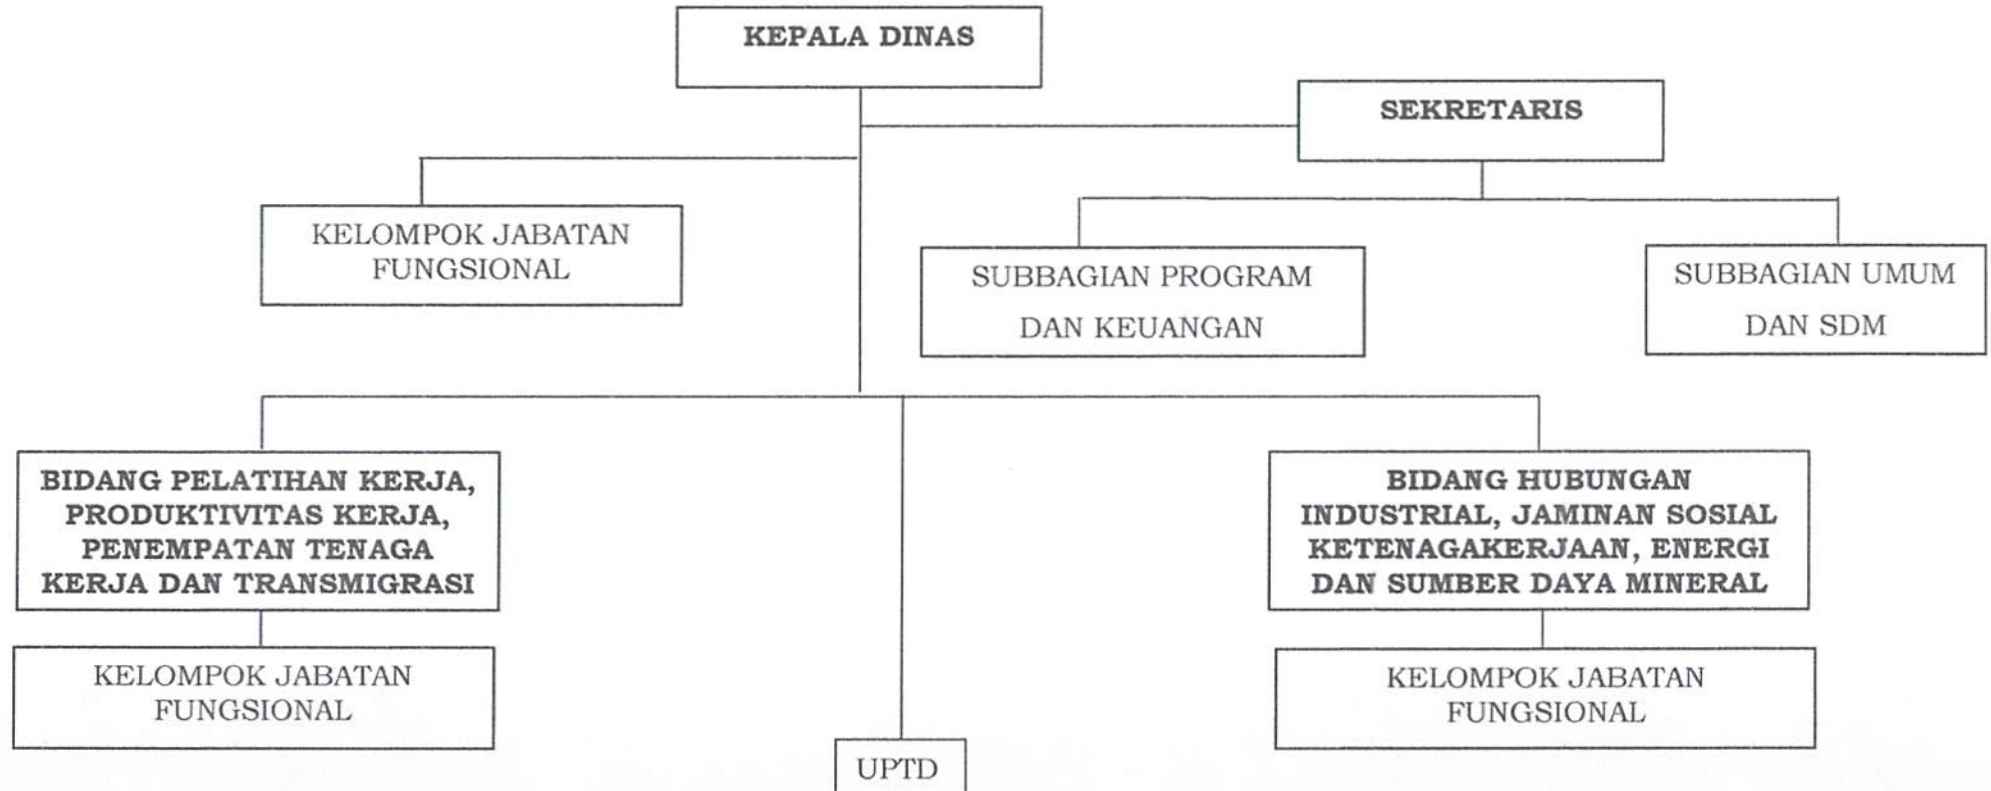 KEPALA DINAS
SEKRETARIS
KELOMPOK JABATAN
FUNGSIONAL
SUBBAGIAN PROGRAM
DAN KEUANGAN
SUBBAGIAN UMUM
DAN SDM
BIDANG PELATIHAN KERJA,
PRODUKTIVITAS KERJA,
PENEMPATAN TENAGA
KERJA DAN TRANSMIGRASI
BIDANG HUBUNGAN
INDUSTRIAL, JAMINAN SOSIAL
KETENAGAKERJAAN, ENERGI
DAN SUMBER DAYA MINERAL
KELOMPOK JABATAN
FUNGSIONAL
KELOMPOK JABATAN
FUNGSIONAL
UPTD